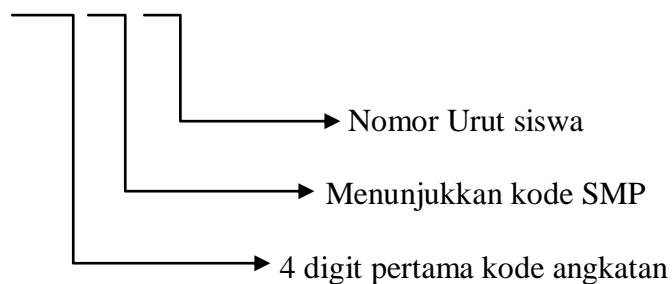 Nomor Urut siswa
Menunjukkan kode SMP
4 digit pertama kode angkatan